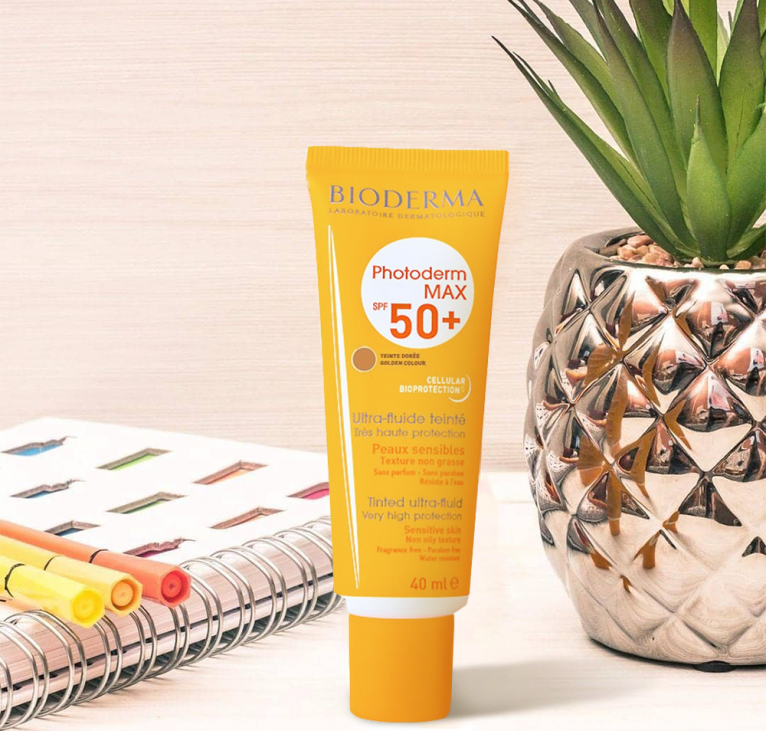 BIODERMA
LABORATOIRE DERMATOLOGIQUE
Photoderm
MAX
SPF 50+
TEINTE DORÉE
GOLDEN COLOUR
CELLULAR
BIOPROTECTION
Ultra-fluide teinté
Très haute protection
Peaux sensibles
Texture non grasse
Sans parfum - Sans paraben
Résiste à l'eau
Tinted ultra-fluid
Very high protection
Sensitive skin
Non oily texture
Fragrance free - Paraben free
Water resistant
40 ml e